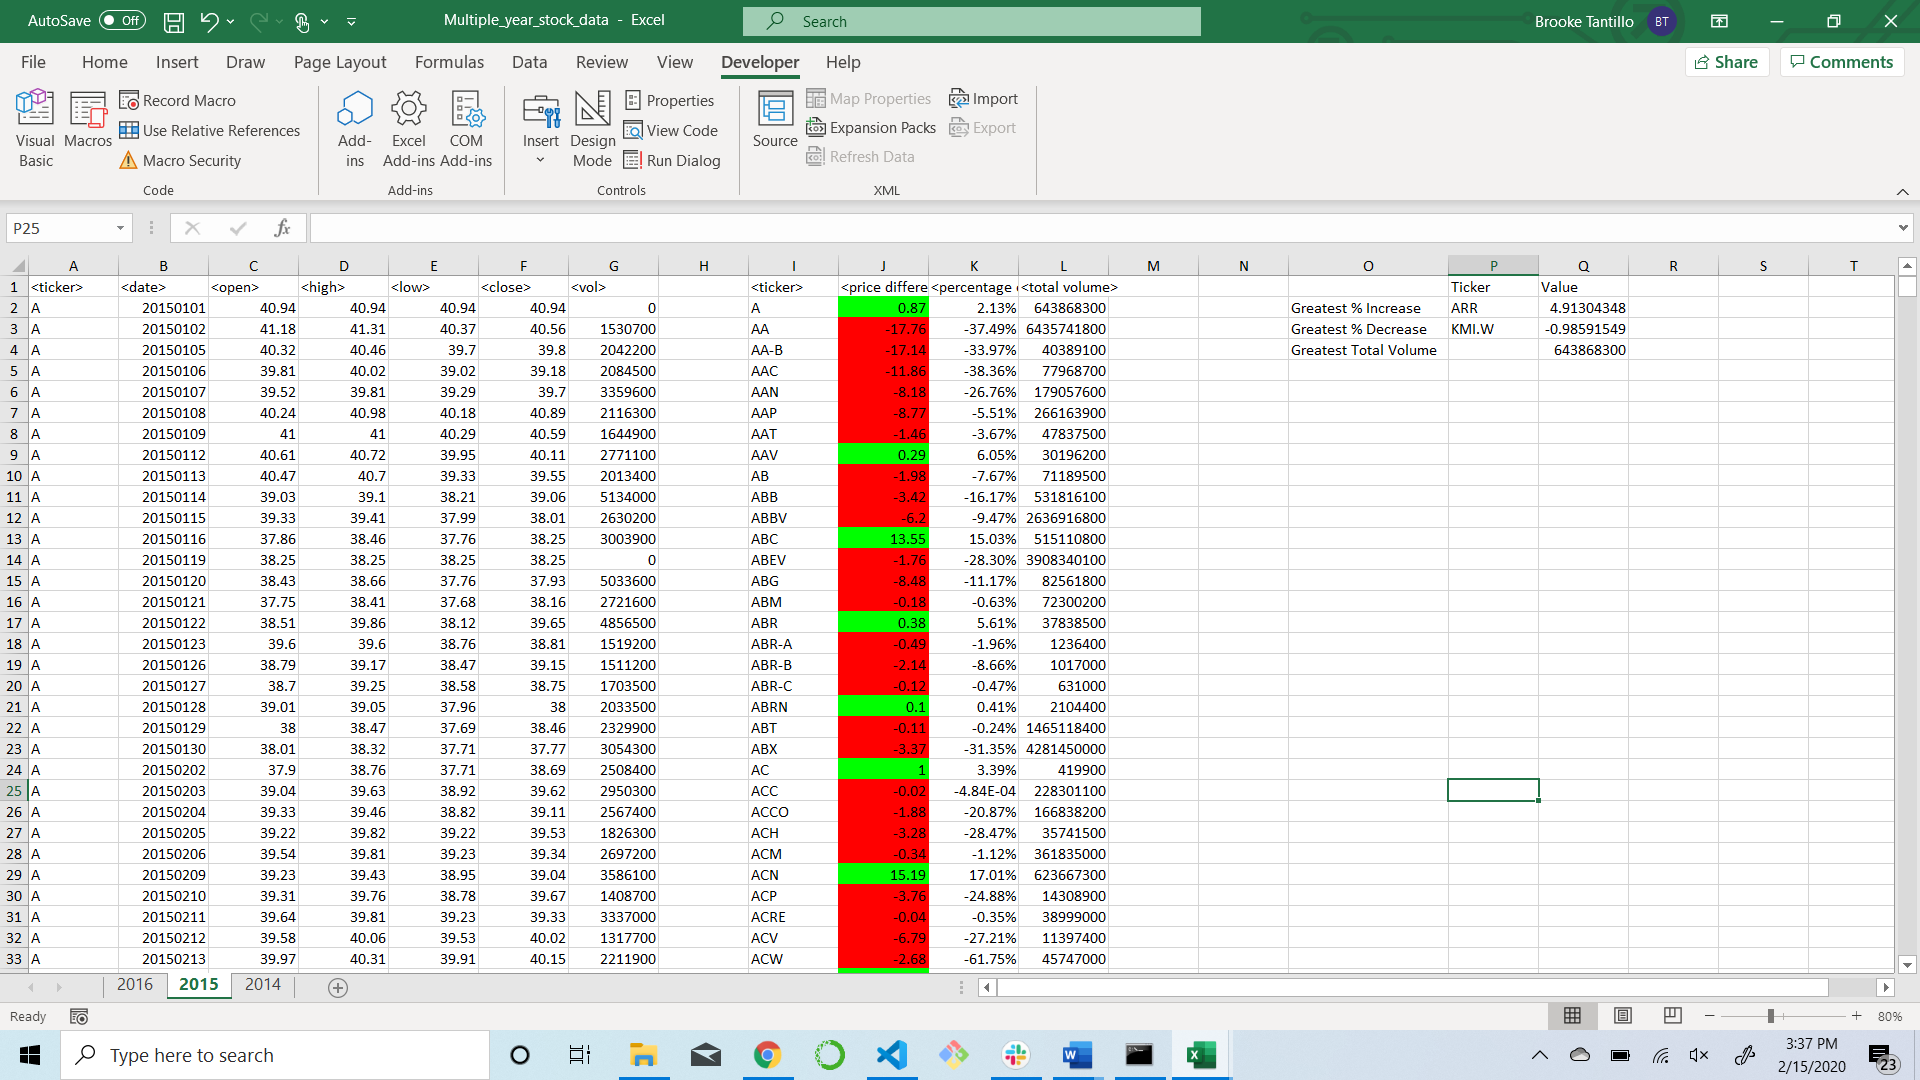 AutoSave Off Multiple_year_stock_data - Excel Search Brooke Tantillo BT
File Home Insert Draw Page Layout Formulas Data Review View Developer Help Share Comments
Visual Basic Macros Record Macro Use Relative References Macro Security
Add-ins Excel Add-ins COM Add-ins
Insert Design Mode Properties View Code Run Dialog
Source Map Properties Expansion Packs Refresh Data Import Export
Code Add-ins Controls XML
P25 fx
A B C D E F G H I J K L M N O P Q R S T
1 <ticker> <date> <open> <high> <low> <close> <vol> <ticker> <price differe <percentage <total volume> Ticker Value
2 A 20150101 40.94 40.94 40.94 40.94 0 A 0.87 2.13% 643868300 Greatest % Increase ARR 4.91304348
3 A 20150102 41.18 41.31 40.37 40.56 1530700 AA -17.76 -37.49% 6435741800 Greatest % Decrease KMI.W -0.98591549
4 A 20150105 40.32 40.46 39.7 39.8 2042200 AA-B -17.14 -33.97% 40389100 Greatest Total Volume 643868300
5 A 20150106 39.81 40.02 39.02 39.18 2084500 AAC -11.86 -38.36% 77968700
6 A 20150107 39.52 39.81 39.29 39.7 3359600 AAN -8.18 -26.76% 179057600
7 A 20150108 40.24 40.98 40.18 40.89 2116300 AAP -8.77 -5.51% 266163900
8 A 20150109 41 41 40.29 40.59 1644900 AAT -1.46 -3.67% 47837500
9 A 20150112 40.61 40.72 39.95 40.11 2771100 AAV 0.29 6.05% 30196200
10 A 20150113 40.47 40.7 39.33 39.55 2013400 AB -1.98 -7.67% 71189500
11 A 20150114 39.03 39.1 38.21 39.06 5134000 ABB -3.42 -16.17% 531816100
12 A 20150115 39.33 39.41 37.99 38.01 2630200 ABBV -6.2 -9.47% 2636916800
13 A 20150116 37.86 38.46 37.76 38.25 3003900 ABC 13.55 15.03% 515110800
14 A 20150119 38.25 38.25 38.25 38.25 0 ABEV -1.76 -28.30% 3908340100
15 A 20150120 38.43 38.66 37.76 37.93 5033600 ABG -8.48 -11.17% 82561800
16 A 20150121 37.75 38.41 37.68 38.16 2721600 ABM -0.18 -0.63% 72300200
17 A 20150122 38.51 39.86 38.12 39.65 4856500 ABR 0.38 5.61% 37838500
18 A 20150123 39.6 39.6 38.76 38.81 1519200 ABR-A -0.49 -1.96% 1236400
19 A 20150126 38.79 39.17 38.47 39.15 1511200 ABR-B -2.14 -8.66% 1017000
20 A 20150127 38.7 39.25 38.58 38.75 1703500 ABR-C -0.12 -0.47% 631000
21 A 20150128 39.01 39.05 37.96 38 2033500 ABRN 0.1 0.41% 2104400
22 A 20150129 38 38.47 37.69 38.46 2329900 ABT -0.11 -0.24% 1465118400
23 A 20150130 38.01 38.32 37.71 37.77 3054300 ABX -3.37 -31.35% 4281450000
24 A 20150202 37.9 38.76 37.71 38.69 2508400 AC 1 3.39% 419900
25 A 20150203 39.04 39.63 38.92 39.62 2950300 ACC -0.02 -4.84E-04 228301100
26 A 20150204 39.33 39.46 38.82 39.11 2567400 ACCO -1.88 -20.87% 166838200
27 A 20150205 39.22 39.82 39.22 39.53 1826300 ACH -3.28 -28.47% 35741500
28 A 20150206 39.54 39.81 39.23 39.34 2697200 ACM -0.34 -1.12% 361835000
29 A 20150209 39.23 39.43 38.95 39.04 3586100 ACN 15.19 17.01% 623667300
30 A 20150210 39.31 39.76 38.78 39.67 1408700 ACP -3.76 -24.88% 14308900
31 A 20150211 39.64 39.81 39.23 39.33 3337000 ACRE -0.04 -0.35% 38999000
32 A 20150212 39.58 40.06 39.53 40.02 1317700 ACV -6.79 -27.21% 11397400
33 A 20150213 39.97 40.31 39.91 40.15 2211900 ACW -2.68 -61.75% 45747000
2016 2015 2014
Ready 80%
Type here to search 3:37 PM
2/15/2020 23